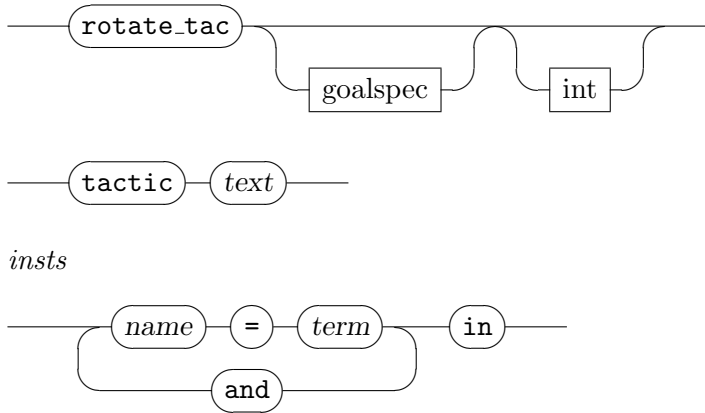 rotate_tac
goalspec int
tactic text
insts
name = term in
and